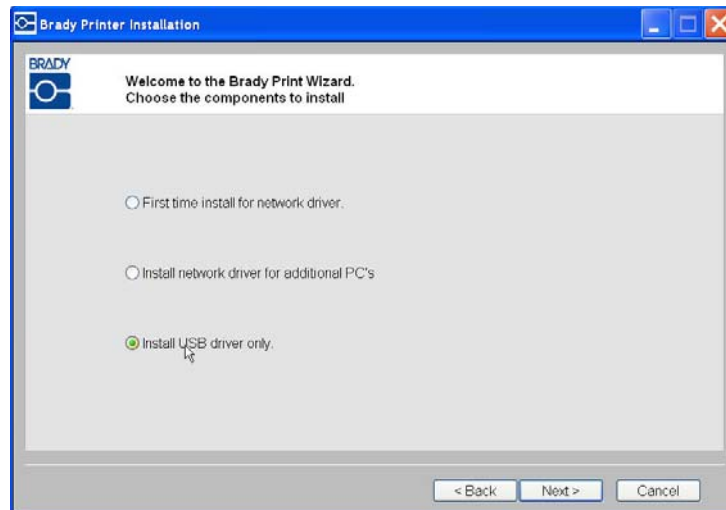 Brady Printer Installation
BRADY
Welcome to the Brady Print Wizard.
Choose the components to install
First time install for network driver.
Install network driver for additional PC's
Install USB driver only.
< Back
Next >
Cancel